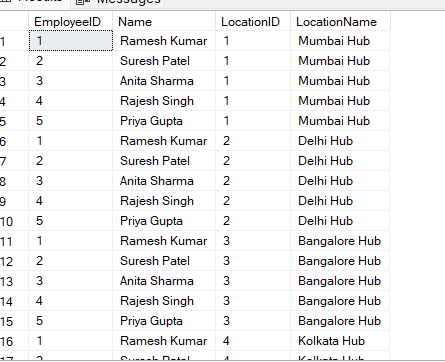 Messages
EmployeeID Name LocationID LocationName
1 1 Ramesh Kumar 1 Mumbai Hub
2 2 Suresh Patel 1 Mumbai Hub
3 3 Anita Sharma 1 Mumbai Hub
4 4 Rajesh Singh 1 Mumbai Hub
5 5 Priya Gupta 1 Mumbai Hub
6 1 Ramesh Kumar 2 Delhi Hub
7 2 Suresh Patel 2 Delhi Hub
8 3 Anita Sharma 2 Delhi Hub
9 4 Rajesh Singh 2 Delhi Hub
10 5 Priya Gupta 2 Delhi Hub
11 1 Ramesh Kumar 3 Bangalore Hub
12 2 Suresh Patel 3 Bangalore Hub
13 3 Anita Sharma 3 Bangalore Hub
14 4 Rajesh Singh 3 Bangalore Hub
15 5 Priya Gupta 3 Bangalore Hub
16 1 Ramesh Kumar 4 Kolkata Hub